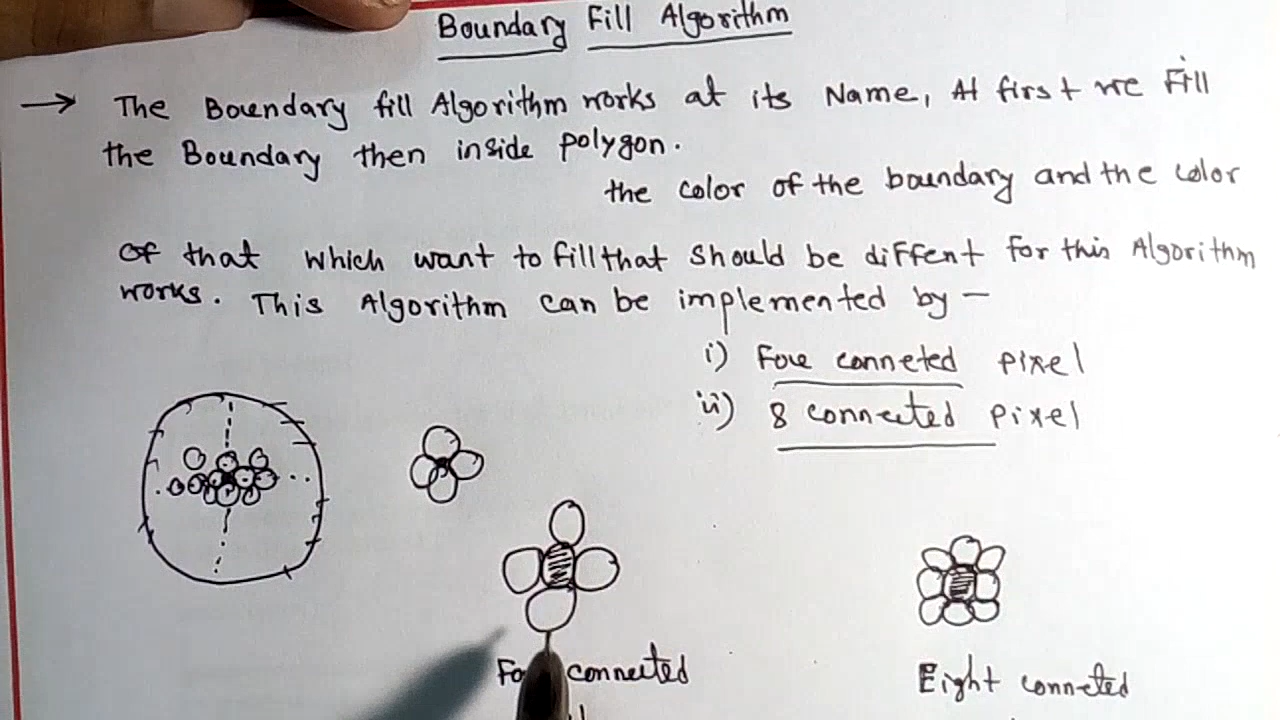 Boundary Fill Algorithm
→ The Boundary fill Algorithm works at its Name, At first we Fill
the Boundary then inside polygon.
the color of the boundary and the color
of that which want to fill that should be diffent for this Algorithm
works. This Algorithm can be implemented by —
i) Four conneted pixel
ii) 8 connected pixel
connected
Eight conneted